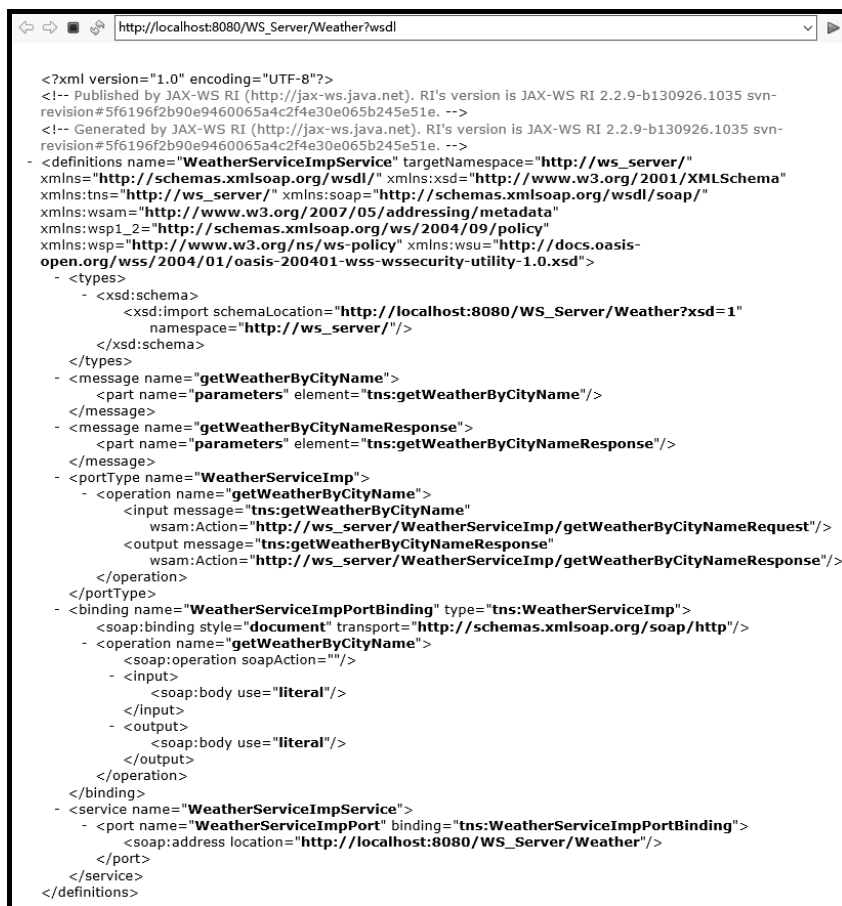 http://localhost:8080/WS_Server/Weather?wsdl
<?xml version="1.0" encoding="UTF-8"?>
<!-- Published by JAX-WS RI (http://jax-ws.java.net). RI's version is JAX-WS RI 2.2.9-b130926.1035 svn-
revision#5f6196f2b90e9460065a4c2f4e30e065b245e51e. -->
<!-- Generated by JAX-WS RI (http://jax-ws.java.net). RI's version is JAX-WS RI 2.2.9-b130926.1035 svn-
revision#5f6196f2b90e9460065a4c2f4e30e065b245e51e. -->
- <definitions name="WeatherServiceImpService" targetNamespace="http://ws_server/"
xmlns="http://schemas.xmlsoap.org/wsdl/" xmlns:xsd="http://www.w3.org/2001/XMLSchema"
xmlns:tns="http://ws_server/" xmlns:soap="http://schemas.xmlsoap.org/wsdl/soap/"
xmlns:wsam="http://www.w3.org/2007/05/addressing/metadata"
xmlns:wsp1_2="http://schemas.xmlsoap.org/ws/2004/09/policy"
xmlns:wsp="http://www.w3.org/ns/ws-policy" xmlns:wsu="http://docs.oasis-
open.org/wss/2004/01/oasis-200401-wss-wssecurity-utility-1.0.xsd">
- <types>
- <xsd:schema>
<xsd:import schemaLocation="http://localhost:8080/WS_Server/Weather?xsd=1"
namespace="http://ws_server/"/>
</xsd:schema>
</types>
- <message name="getWeatherByCityName">
<part name="parameters" element="tns:getWeatherByCityName"/>
</message>
- <message name="getWeatherByCityNameResponse">
<part name="parameters" element="tns:getWeatherByCityNameResponse"/>
</message>
- <portType name="WeatherServiceImp">
- <operation name="getWeatherByCityName">
<input message="tns:getWeatherByCityName"
wsam:Action="http://ws_server/WeatherServiceImp/getWeatherByCityNameRequest"/>
<output message="tns:getWeatherByCityNameResponse"
wsam:Action="http://ws_server/WeatherServiceImp/getWeatherByCityNameResponse"/>
</operation>
</portType>
- <binding name="WeatherServiceImpPortBinding" type="tns:WeatherServiceImp">
<soap:binding style="document" transport="http://schemas.xmlsoap.org/soap/http"/>
- <operation name="getWeatherByCityName">
<soap:operation soapAction=""/>
- <input>
<soap:body use="literal"/>
</input>
- <output>
<soap:body use="literal"/>
</output>
</operation>
</binding>
- <service name="WeatherServiceImpService">
- <port name="WeatherServiceImpPort" binding="tns:WeatherServiceImpPortBinding">
<soap:address location="http://localhost:8080/WS_Server/Weather"/>
</port>
</service>
</definitions>